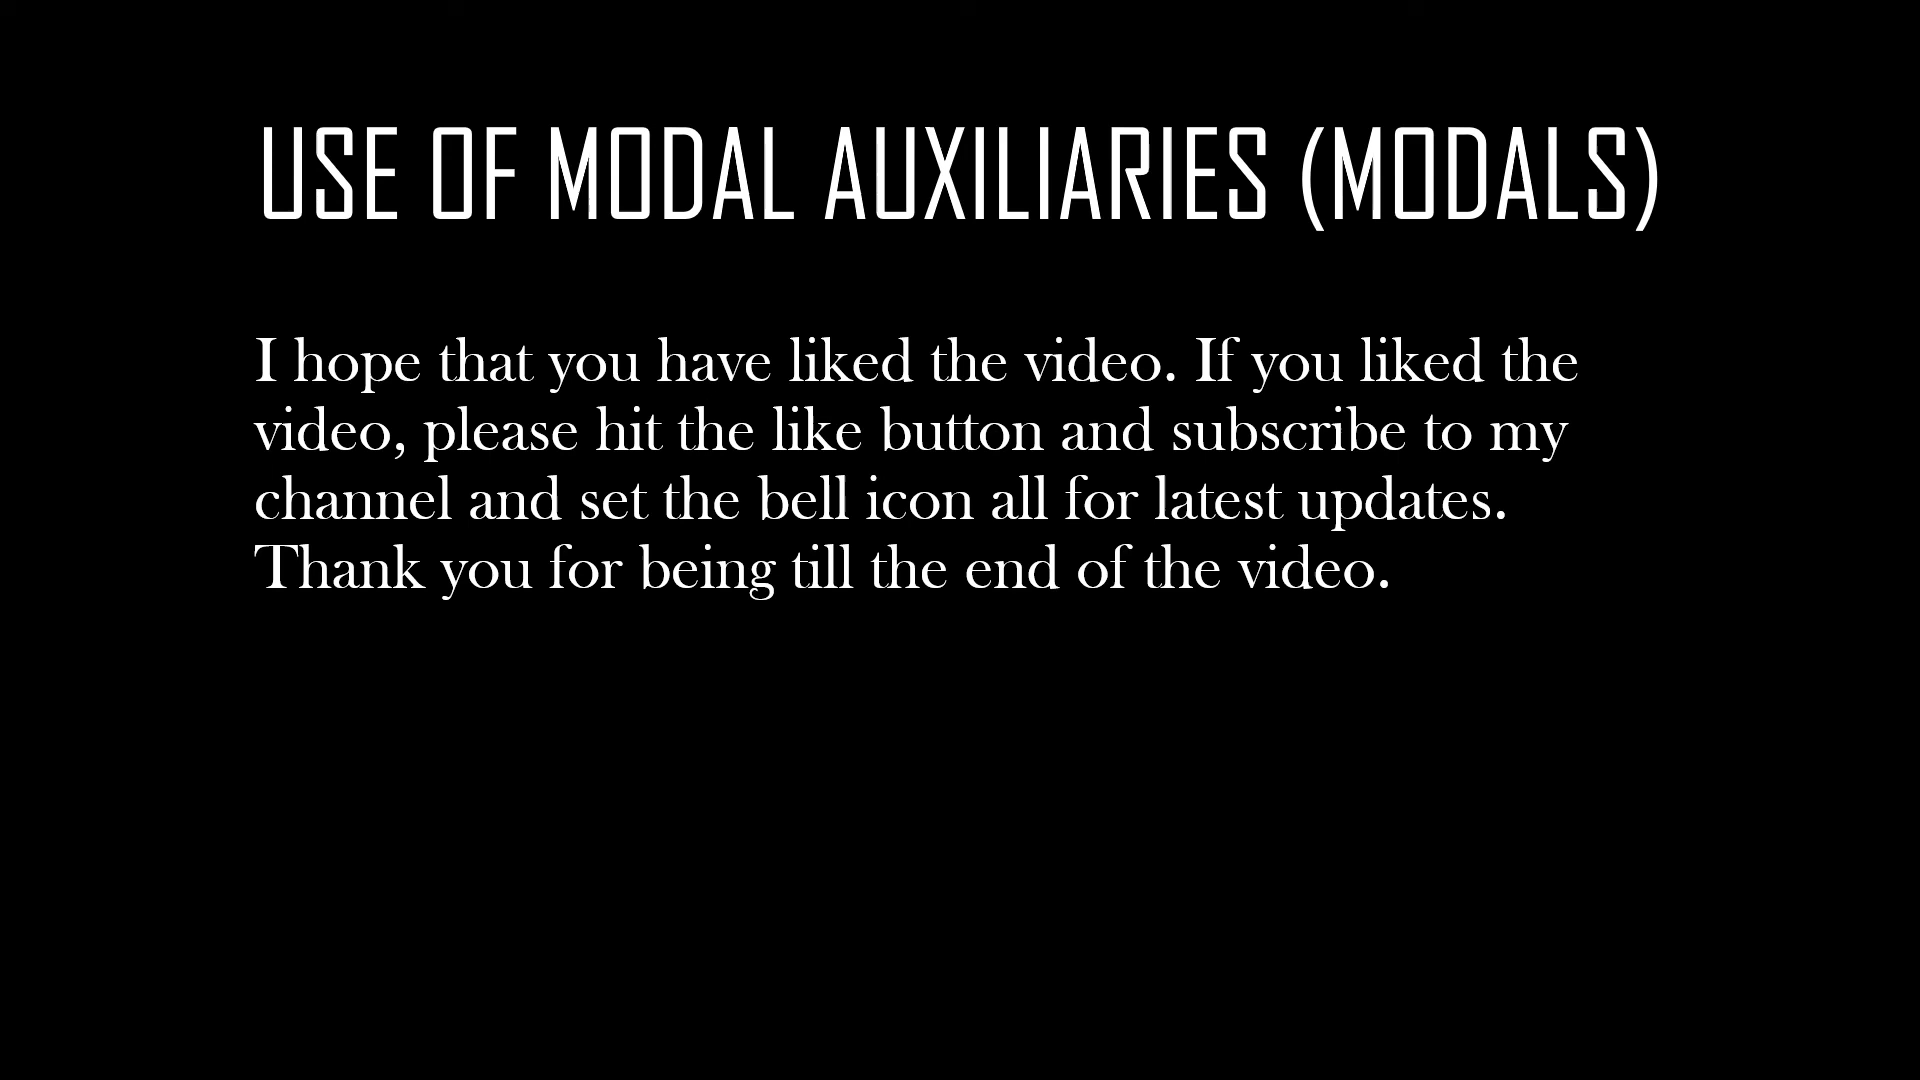 USE OF MODAL AUXILIARIES (MODALS)
I hope that you have liked the video. If you liked the
video, please hit the like button and subscribe to my
channel and set the bell icon all for latest updates.
Thank you for being till the end of the video.